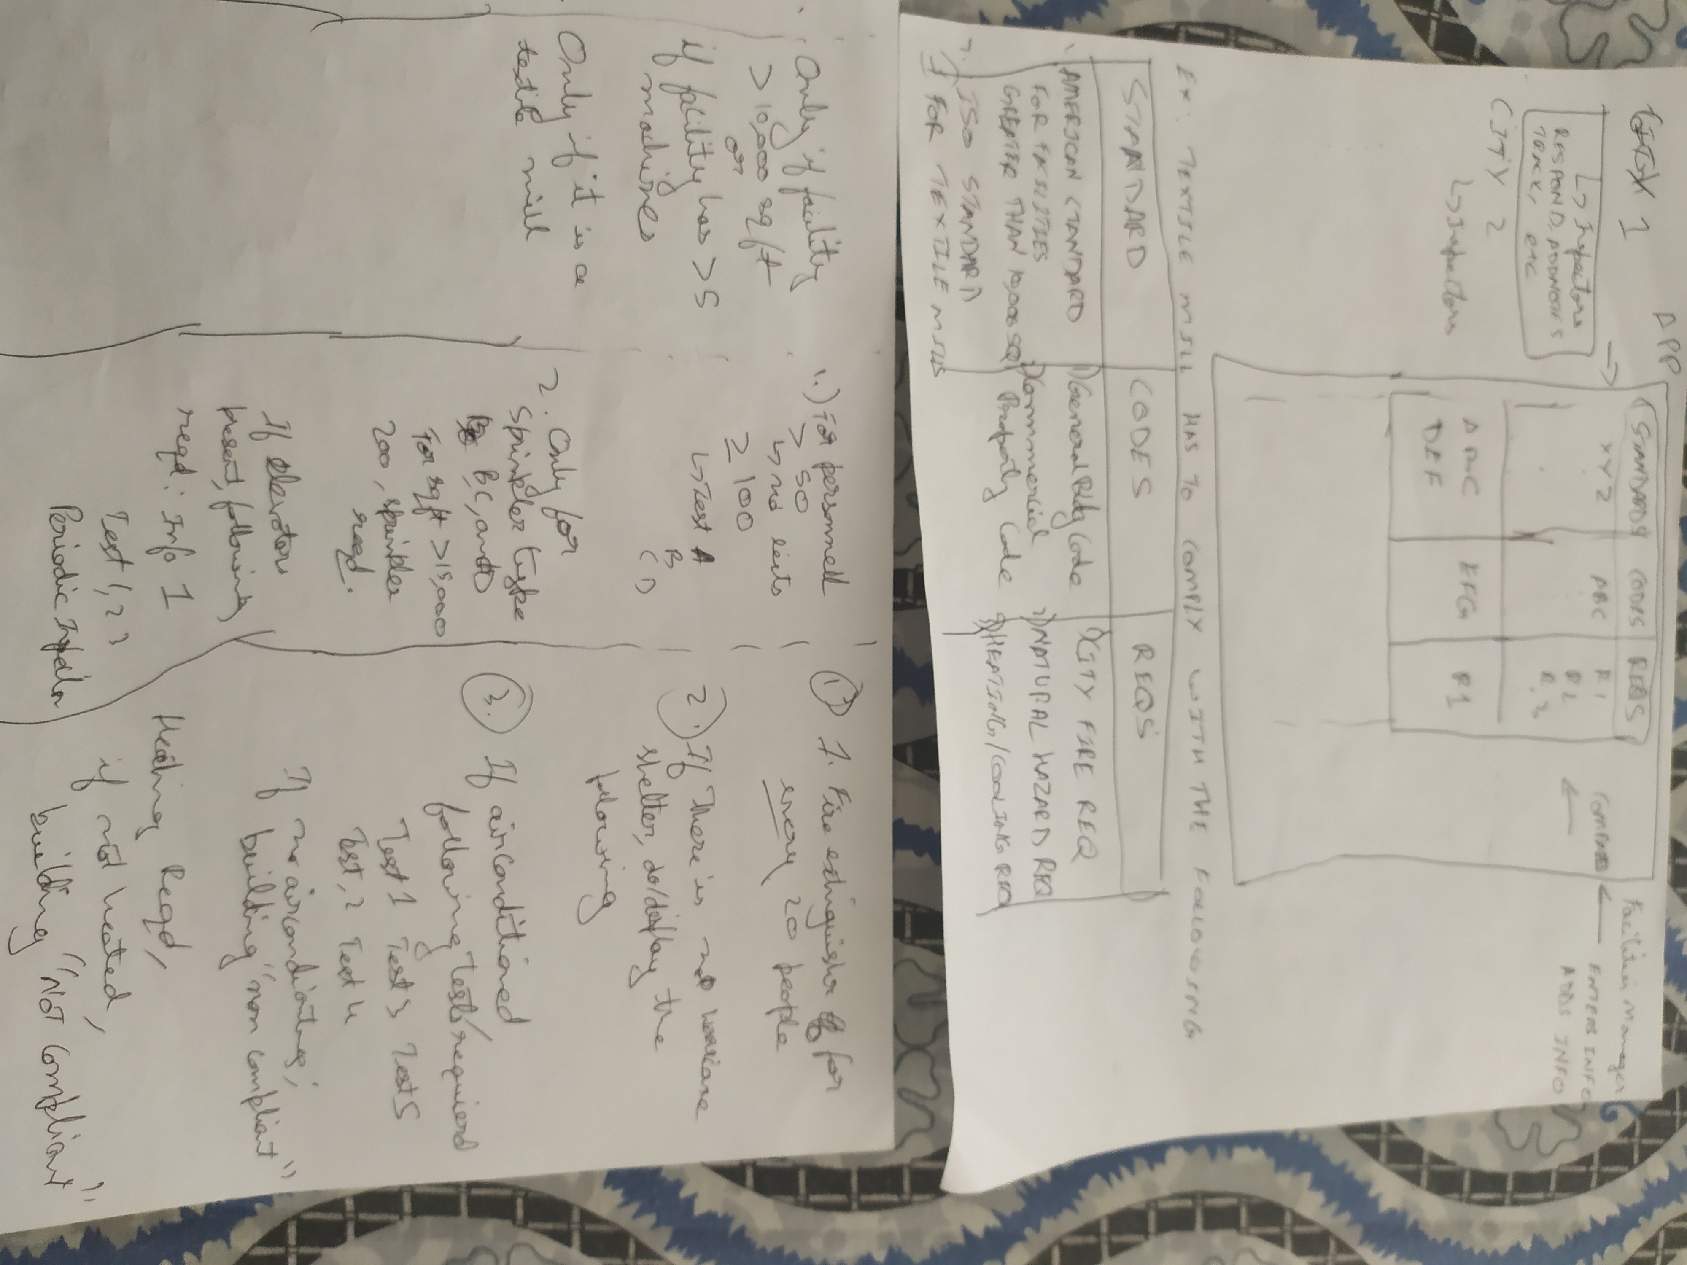 CITY 1
APP
STANDARDS CODES REQS
XYZ ABC R1
R2
R3
ABC EFG R1
DEF
↳ Inspectors
RESPOND, ADD NOTES
TRACK, etc
CITY 2
↳ Inspectors
COMPARE
Facilities Manager
ENTERS INFO
ADDS INFO
EX: TEXTILE MILL HAS TO COMPLY WITH THE FOLLOWING
STANDARD CODES REQS
AMERICAN STANDARD
FOR FACILITIES
GREATER THAN 10,000 SQ
ISO STANDARD
FOR TEXTILE MILLS
1) General Bldg Code
2) Commercial
Property Code
1) CITY FIRE REQ
2) NATURAL HAZARD REQ
3) HEATING/COOLING REQ
Only if facility
> 10,000 sq ft
or
if facility has > 5
machines
Only if it is a
textile mill
1.) For personnell
> 50
↳ no tests
≥ 100
↳ Test A
B
C D
2. Only for
Sprinkler type
B, C, and D
For sq ft > 15,000
200, sprinkler
reqd.
If elevators
present, following
reqd: Info 1
Test 1, 2 3
Periodic
① 1. Fire extinguisher for
every 20 people
2.) If there is no
shelter, do/display the
following
③. If airconditioned,
following tests required
Test 1 Test 3 Test 5
Test, 2 Test 4
If no airconditioning;
building "non compliant"
Heating Reqd,
if not heated,
building "NOT compliant"